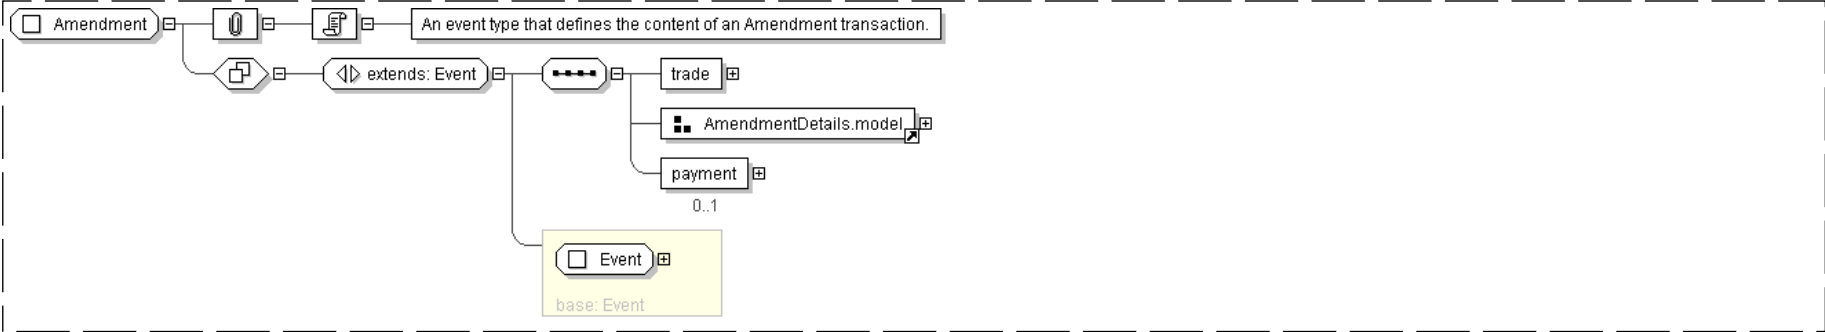 Amendment
An event type that defines the content of an Amendment transaction.
extends: Event
trade
AmendmentDetails.model
payment
0..1
Event
base: Event